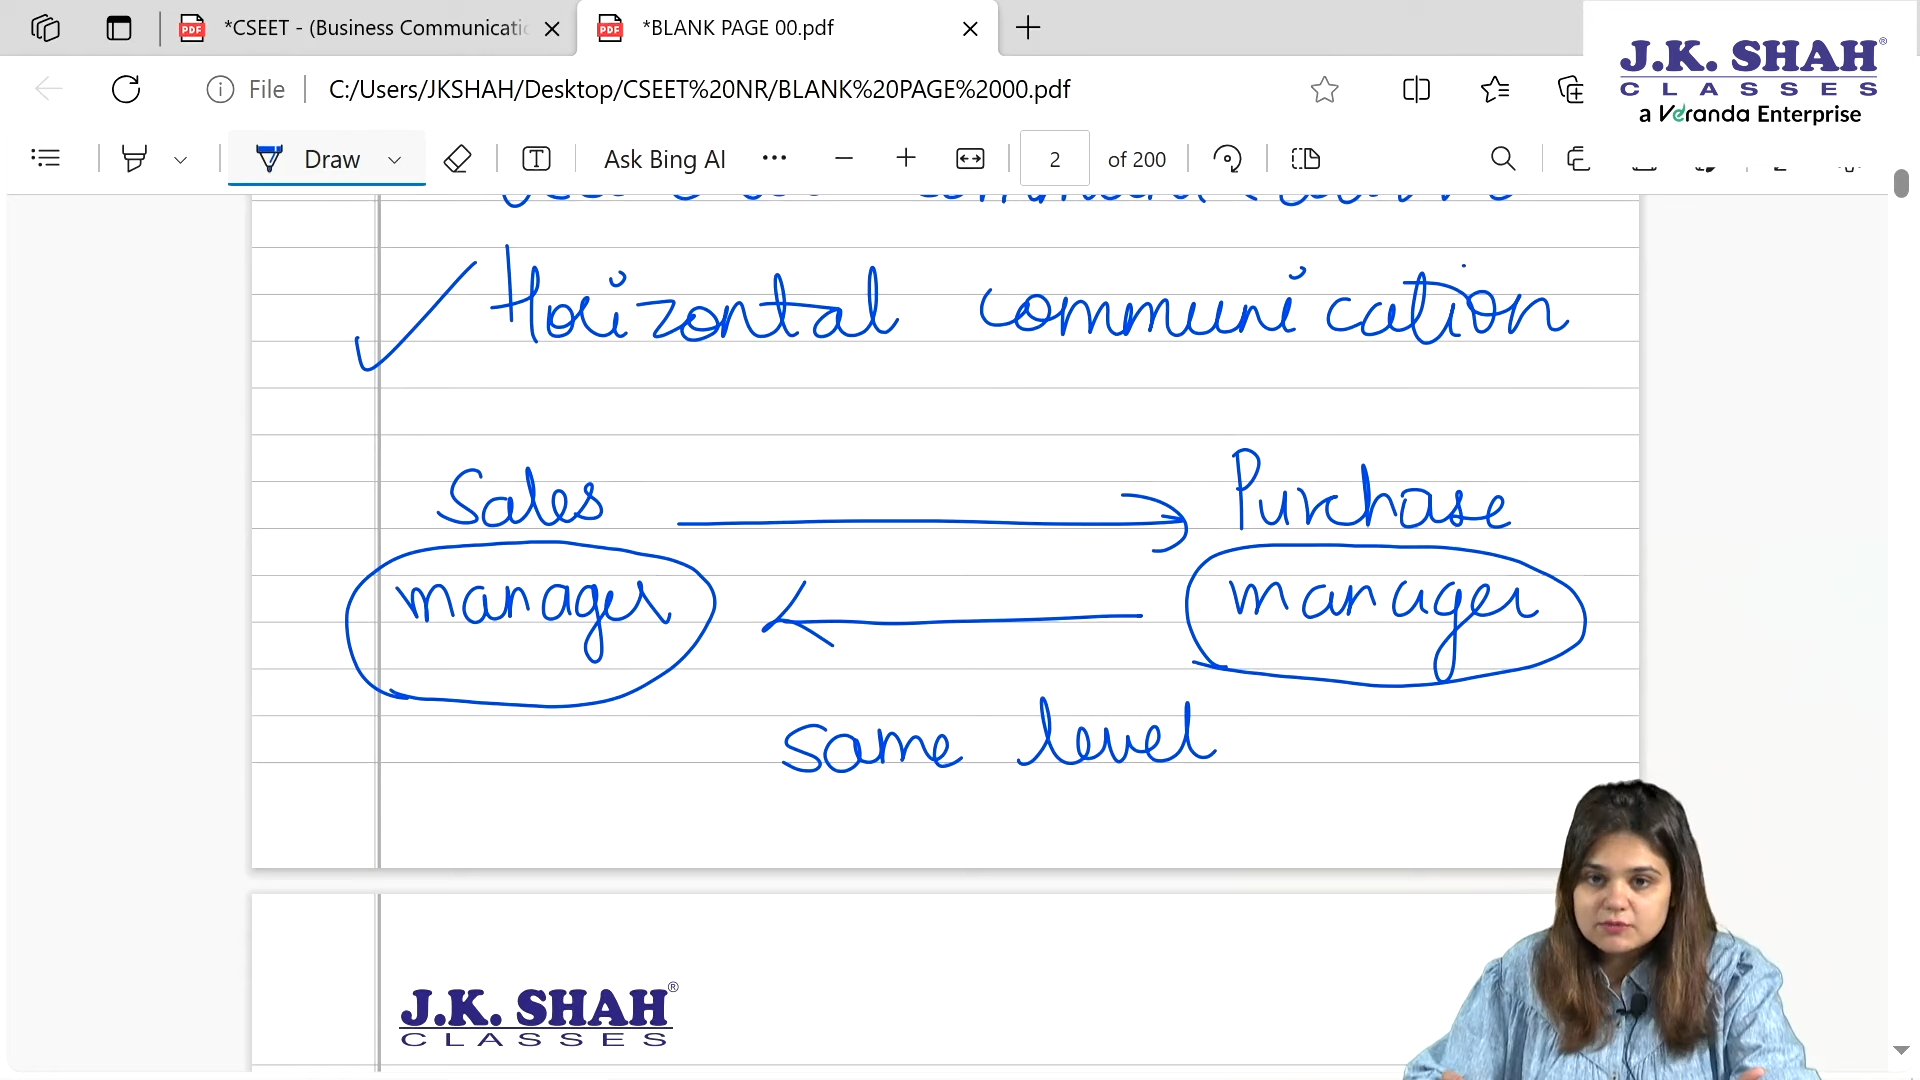 *CSEET - (Business Communicati
*BLANK PAGE 00.pdf
J.K. SHAH®
CLASSES
a Veranda Enterprise
File
C:/Users/JKSHAH/Desktop/CSEET%20NR/BLANK%20PAGE%2000.pdf
Draw
Ask Bing AI
2 of 200
Horizontal communication
Sales
Purchase
manager
manager
same level
J.K. SHAH®
CLASSES